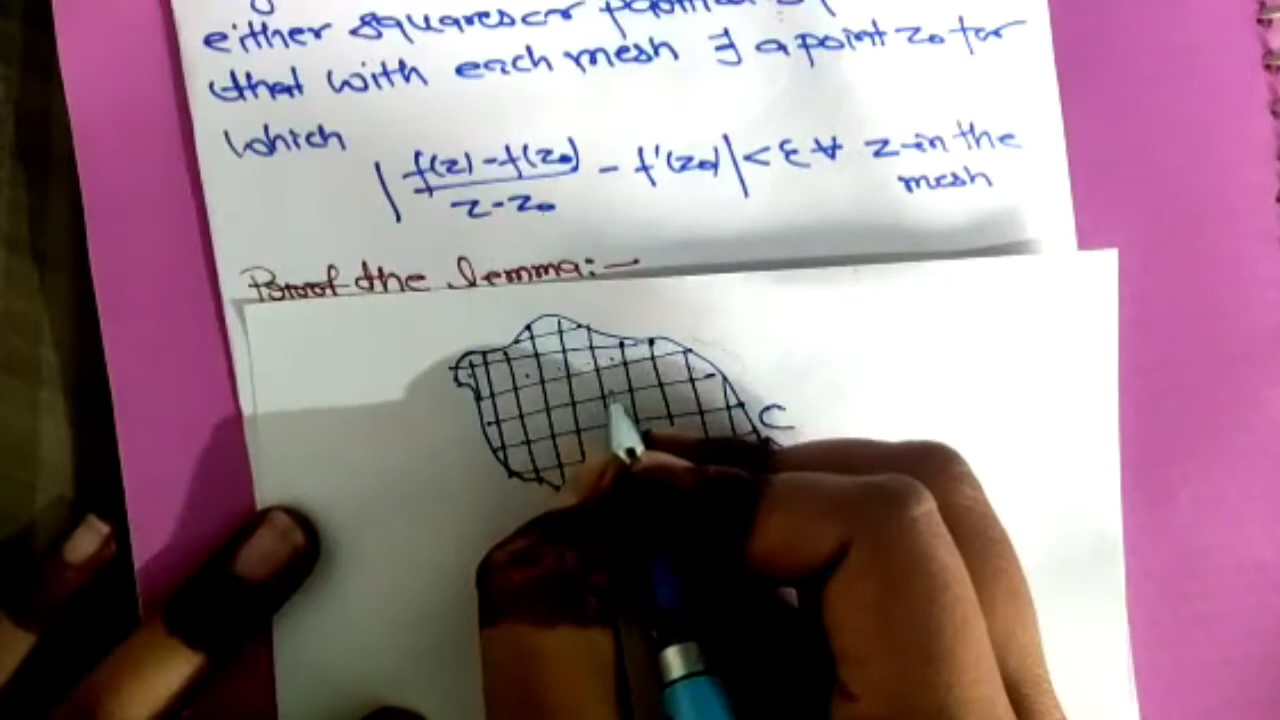 either squares or
that with each mesh ∃ a point z₀ for
which
|f(z)-f(z₀)/z-z₀ - f'(z₀)| < ε ∀ z in the
mesh
Proof the lemma:-
C